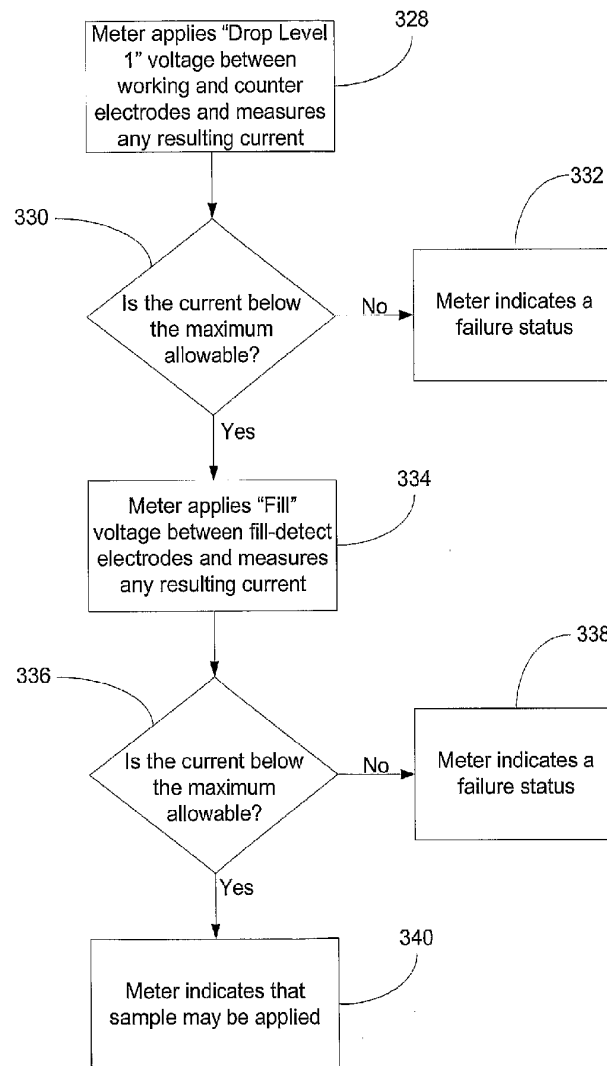 Meter applies “Drop Level
1” voltage between
working and counter
electrodes and measures
any resulting current
328
330
Is the current below
the maximum
allowable?
No
332
Meter indicates a
failure status
Yes
Meter applies “Fill”
voltage between fill-detect
electrodes and measures
any resulting current
334
336
Is the current below
the maximum
allowable?
No
338
Meter indicates a
failure status
Yes
340
Meter indicates that
sample may be applied